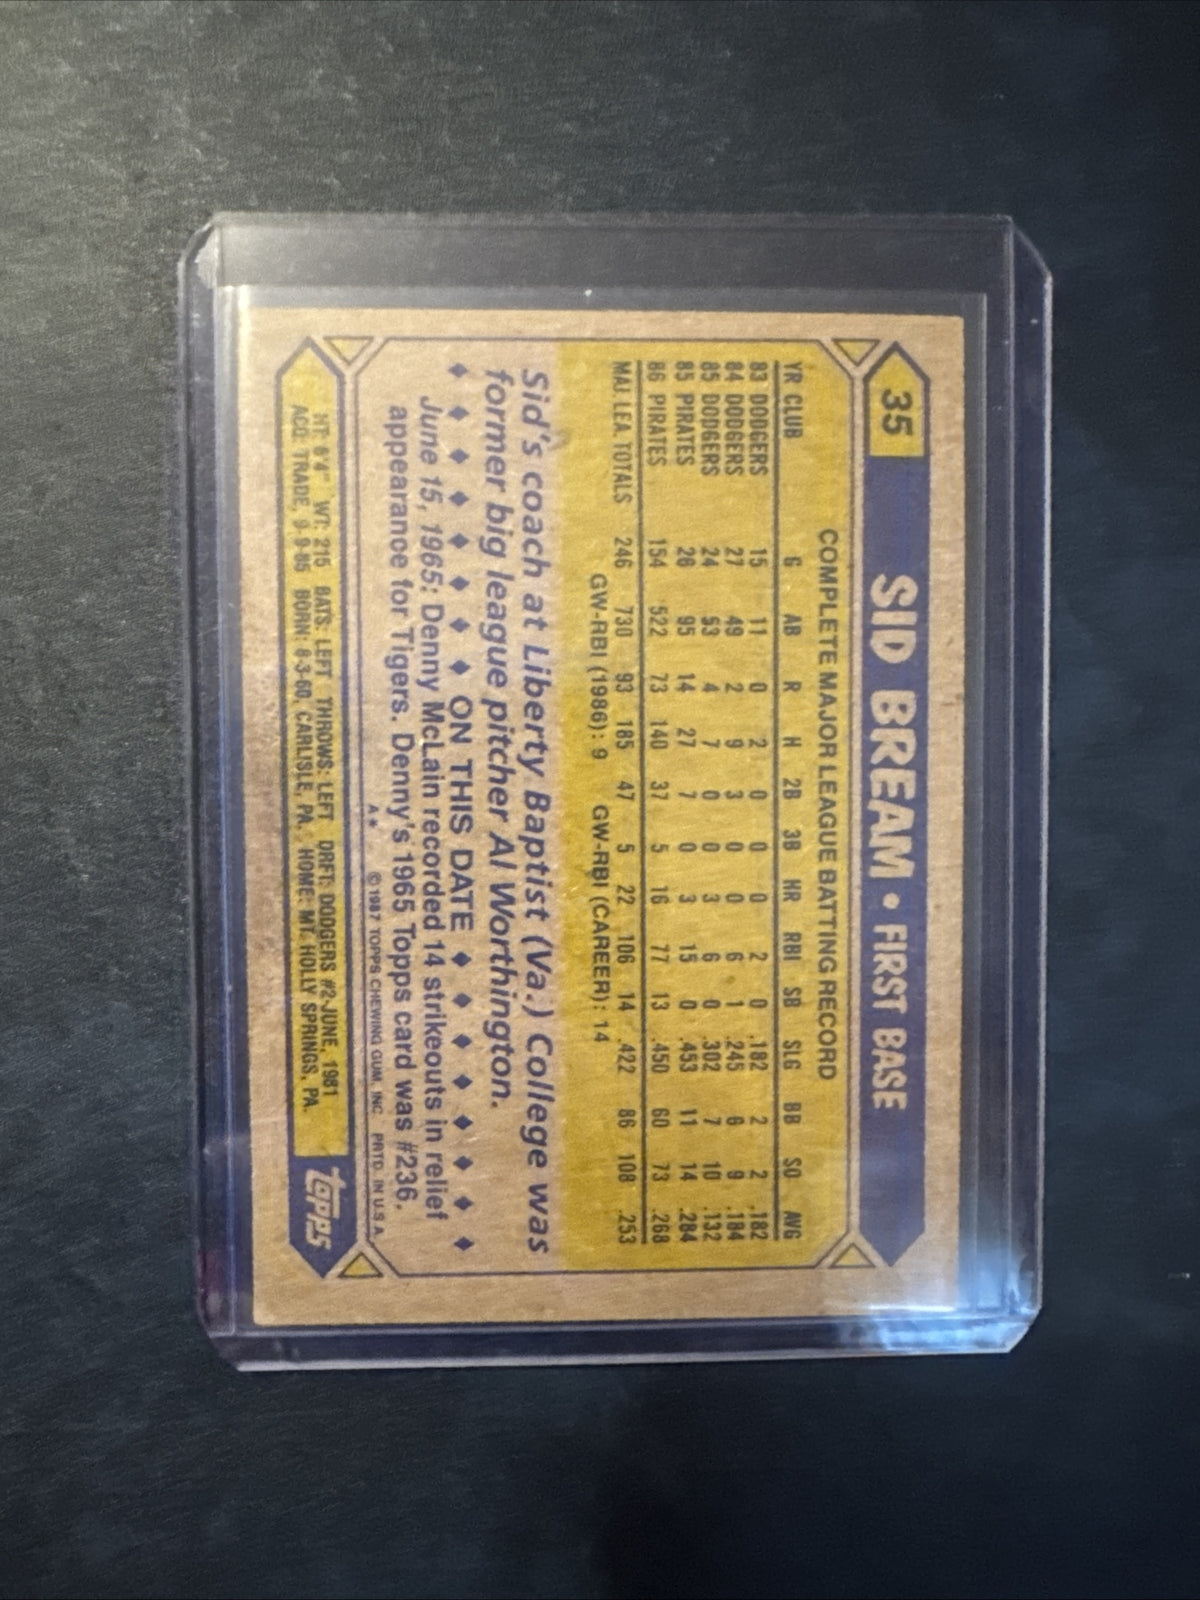 35 SID BREAM • FIRST BASE
COMPLETE MAJOR LEAGUE BATTING RECORD
YR CLUB G AB R H 2B 3B HR RBI SB SLG BB SO AVG
83 DODGERS 15 11 0 2 0 0 0 2 0 .182 2 2 .182
84 DODGERS 27 49 2 9 3 0 0 6 1 .245 6 9 .184
85 DODGERS 24 53 4 7 0 0 3 6 0 .302 7 10 .132
85 PIRATES 26 95 14 27 7 0 3 15 0 .453 11 14 .284
86 PIRATES 154 522 73 140 37 5 16 77 13 .450 60 73 .268
MAJ. LEA. TOTALS 246 730 93 185 47 5 22 106 14 .422 86 108 .253
GW-RBI (1986): 9 GW-RBI (CAREER): 14
Sid's coach at Liberty Baptist (Va.) College was
former big league pitcher Al Worthington.
♦ ♦ ♦ ♦ ♦ ♦ ♦ ♦ ON THIS DATE ♦ ♦ ♦ ♦ ♦ ♦ ♦ ♦
June 15, 1965: Denny McLain recorded 14 strikeouts in relief
appearance for Tigers. Denny's 1965 Topps card was #236.
A* © 1987 TOPPS CHEWING GUM, INC. PRTD. IN U.S.A.
HT: 6'4" WT: 215 BATS: LEFT THROWS: LEFT DRFT: DODGERS #2-JUNE, 1981
ACQ: TRADE, 9-9-85 BORN: 8-3-60, CARLISLE, PA. HOME: MT. HOLLY SPRINGS, PA.
Topps